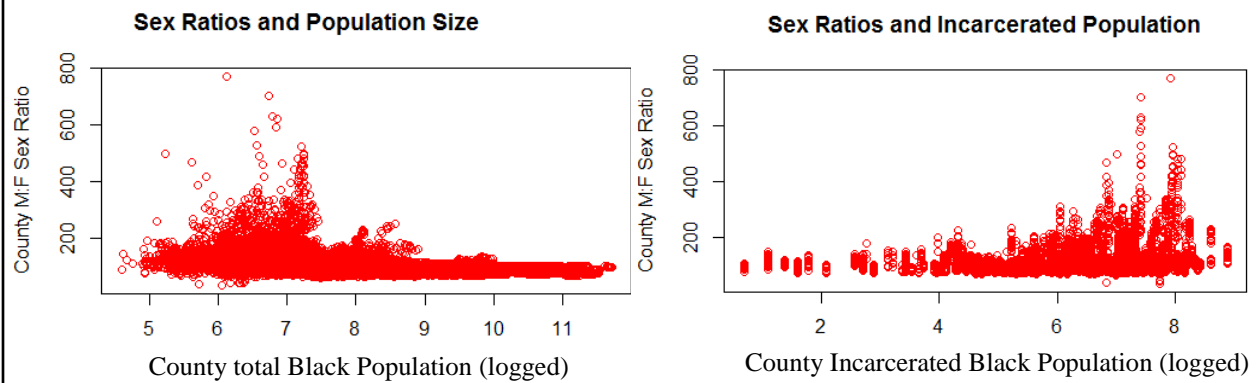 Sex Ratios and Population Size
County M:F Sex Ratio
800
600
400
200
5 6 7 8 9 10 11
County total Black Population (logged)
Sex Ratios and Incarcerated Population
County M:F Sex Ratio
800
600
400
200
2 4 6 8
County Incarcerated Black Population (logged)